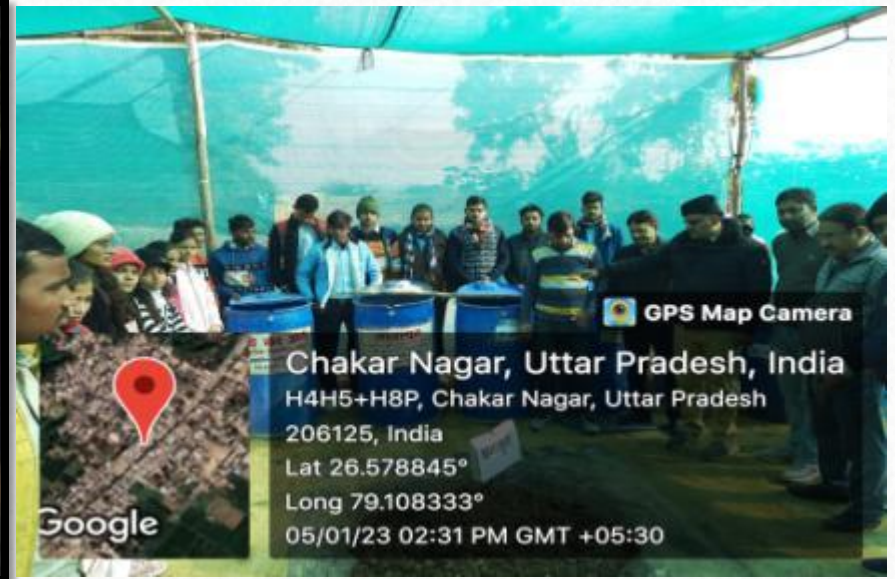 GPS Map Camera
Chakar Nagar, Uttar Pradesh, India
H4H5+H8P, Chakar Nagar, Uttar Pradesh
206125, India
Lat 26.578845°
Long 79.108333°
05/01/23 02:31 PM GMT +05:30
Google